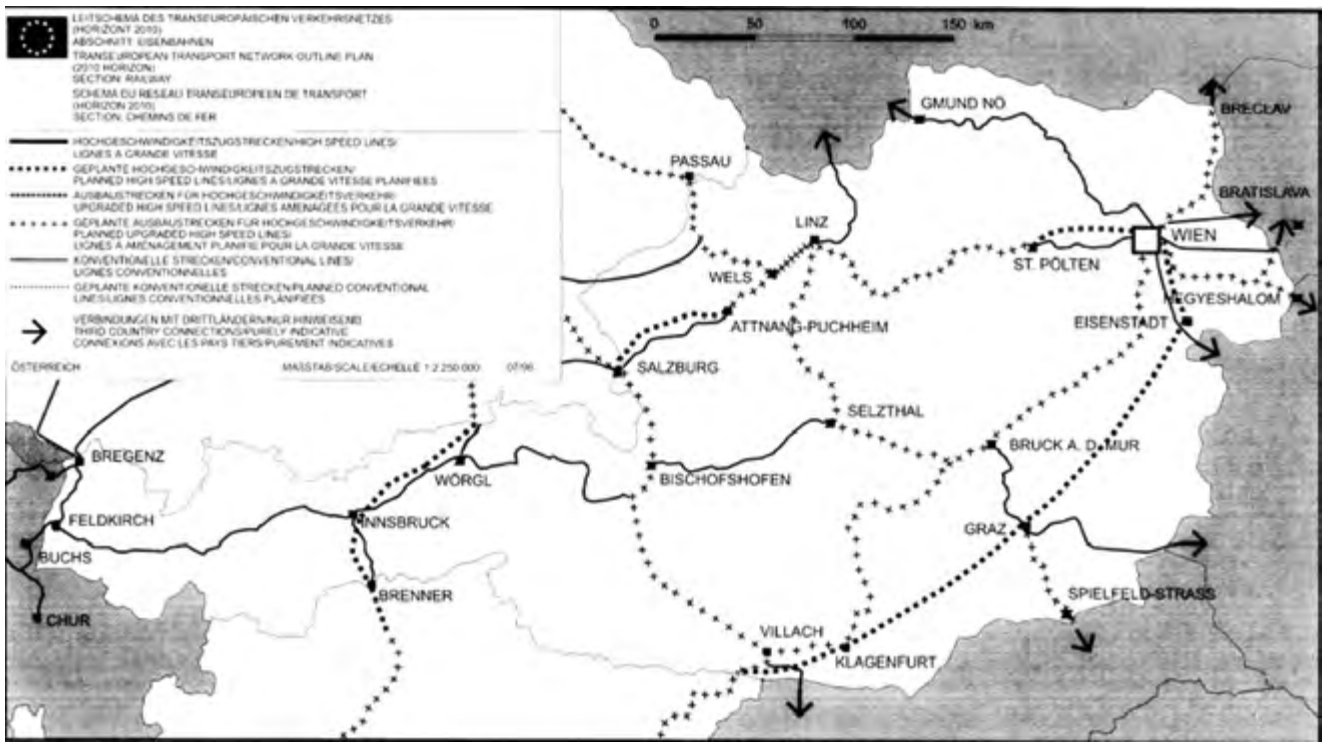 LEITSCHEMA DES TRANSEUROPÄISCHEN VERKEHRSNETZES
(HORIZONT 2010)
ABSCHNITT EISENBAHNEN
TRANSEUROPEAN TRANSPORT NETWORK OUTLINE PLAN
(2010 HORIZON)
SECTION: RAILWAY
SCHEMA DU RESEAU TRANSEUROPEEN DE TRANSPORT
(HORIZON 2010)
SECTION: CHEMINS DE FER
HOCHGESCHWINDIGKEITSZUGSTRECKEN/HIGH SPEED LINES/
LIGNES A GRANDE VITESSE
GEPLANTE HOCHGESCHWINDIGKEITSZUGSTRECKEN/
PLANNED HIGH SPEED LINES/LIGNES A GRANDE VITESSE PLANIFIEES
AUSBAUSTRECKEN FÜR HOCHGESCHWINDIGKEITSVERKEHR/
UPGRADED HIGH SPEED LINES/LIGNES AMENAGEES POUR LA GRANDE VITESSE
GEPLANTE AUSBAUSTRECKEN FÜR HOCHGESCHWINDIGKEITSVERKEHR/
PLANNED UPGRADED HIGH SPEED LINES/
LIGNES A AMENAGEMENT PLANIFIE POUR LA GRANDE VITESSE
KONVENTIONELLE STRECKEN/CONVENTIONAL LINES/
LIGNES CONVENTIONNELLES
GEPLANTE KONVENTIONELLE STRECKEN/PLANNED CONVENTIONAL
LINES/LIGNES CONVENTIONNELLES PLANIFIEES
VERBINDUNGEN MIT DRITTLÄNDERN/NUR HINWEISEND
THIRD COUNTRY CONNECTIONS/PURELY INDICATIVE
CONNEXIONS AVEC LES PAYS TIERS/PUREMENT INDICATIVES
ÖSTERREICH MASSTAB/SCALE/ECHELLE 1:2 250 000 07/96
0 50 100 150 km
GMUND NÖ
BRECLAV
PASSAU
BRATISLAVA
LINZ
WIEN
ST. PÖLTEN
WELS
HEGYESHALOM
ATTNANG-PUCHHEIM
EISENSTADT
SALZBURG
SELZTHAL
BRUCK A. D. MUR
BREGENZ
WÖRGL
BISCHOFSHOFEN
FELDKIRCH
INNSBRUCK
GRAZ
BUCHS
BRENNER
SPIELFELD-STRASS
CHUR
VILLACH
KLAGENFURT